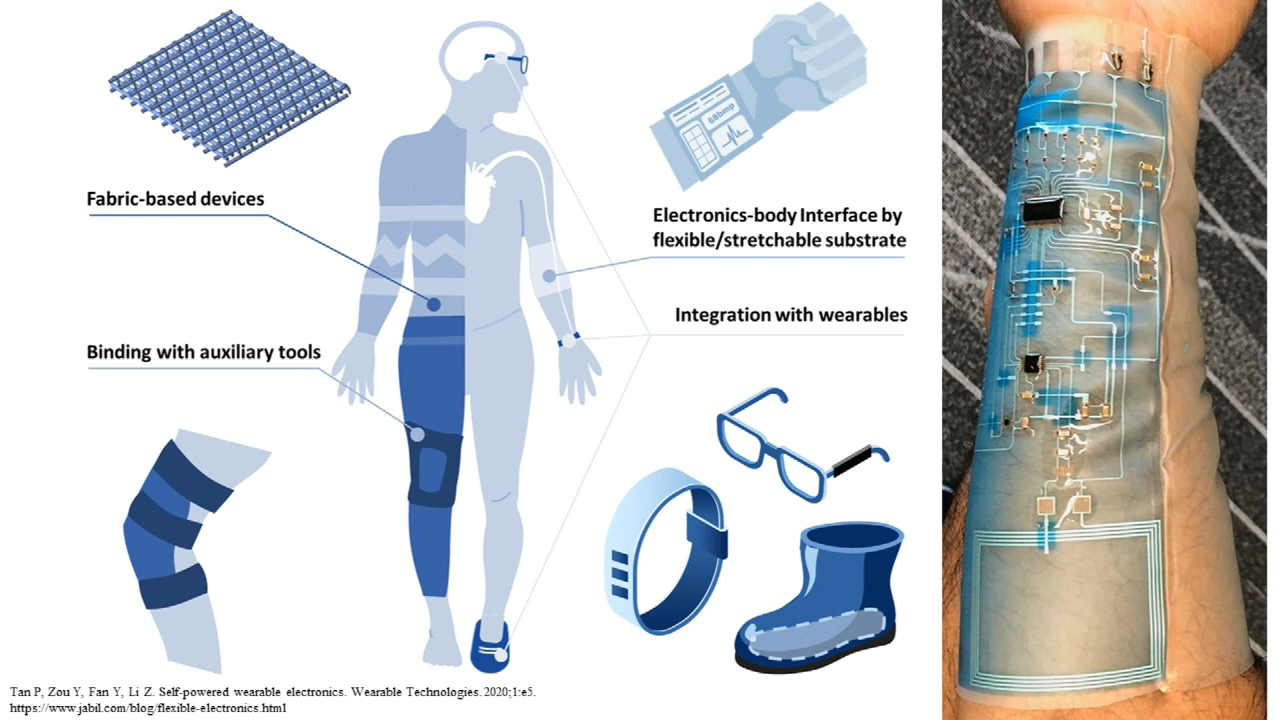 Fabric-based devices
68bmp
Electronics-body Interface by
flexible/stretchable substrate
Integration with wearables
Binding with auxiliary tools
Tan P, Zou Y, Fan Y, Li Z. Self-powered wearable electronics. Wearable Technologies. 2020;1:e5.
https://www.jabil.com/blog/flexible-electronics.html